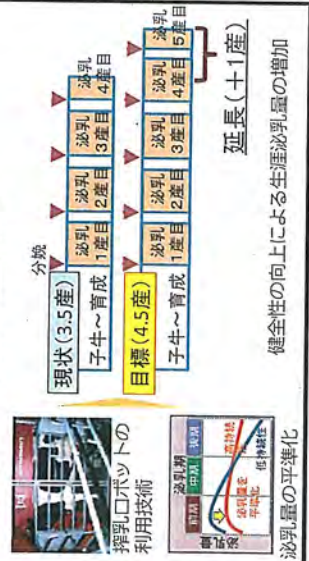 搾乳ロボットの
利用技術
泌乳期
前期 中期 後期
泌乳量
高持続
低持続性
泌乳量を
平準化
泌乳量の平準化
分娩
現状(3.5産)
子牛～育成
泌乳
1産目
泌乳
2産目
泌乳
3産目
泌乳
4産目
目標(4.5産)
子牛～育成
泌乳
1産目
泌乳
2産目
泌乳
3産目
泌乳
4産目
泌乳
5産目
延長(+1産)
健全性の向上による生涯泌乳量の増加